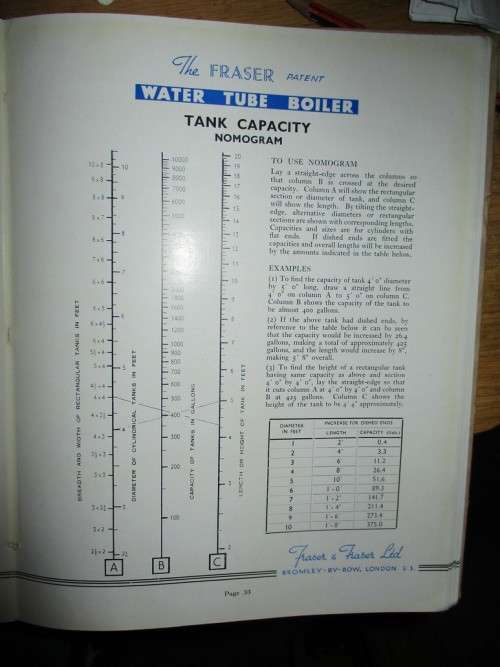 The FRASER PATENT
WATER TUBE BOILER
TANK CAPACITY
NOMOGRAM
TO USE NOMOGRAM
Lay a straight-edge across the columns so
that column B is crossed at the desired
capacity. Column A will show the rectangular
section or diameter of tank, and column C
will show the length. By tilting the straight-
edge, alternative diameters or rectangular
sections are shown with corresponding lengths.
Capacities and sizes are for cylinders with
flat ends. If dished ends are fitted the
capacities and overall lengths will be increased
by the amounts indicated in the table below.
EXAMPLES
(1) To find the capacity of tank 4' 0" diameter
by 5' 0" long, draw a straight line from
4' 0" on column A to 5' 0" on column C.
Column B shows the capacity of the tank to
be almost 400 gallons.
(2) If the above tank had dished ends, by
reference to the table below it can be seen
that the capacity would be increased by 26.4
gallons, making a total of approximately 425
gallons, and the length would increase by 8",
making 5' 8" overall.
(3) To find the height of a rectangular tank
having same capacity as above and section
4' 0" by 4' 0", lay the straight-edge so that it
cuts column A at 4' 0" by 4' 0" and column
B at 425 gallons. Column C shows the
height of the tank to be 4' 4" approximately.
BREADTH AND WIDTH OF RECTANGULAR TANKS IN FEET
DIAMETER OF CYLINDRICAL TANKS IN FEET
CAPACITY OF TANKS IN GALLONS
LENGTH OR HEIGHT OF TANK IN FEET
DIAMETER IN FEET
INCREASE FOR DISHED ENDS
LENGTH CAPACITY (GALL.)
1 2" 0.4
2 4" 3.3
3 6" 11.2
4 8" 26.4
5 10" 51.6
6 1'-0" 89.3
7 1'-2" 141.7
8 1'-4" 211.4
9 1'-6" 273.4
10 1'-8" 375.0
A
B
C
Fraser & Fraser Ltd
BROMLEY-BY-BOW, LONDON E.3.
Page 35